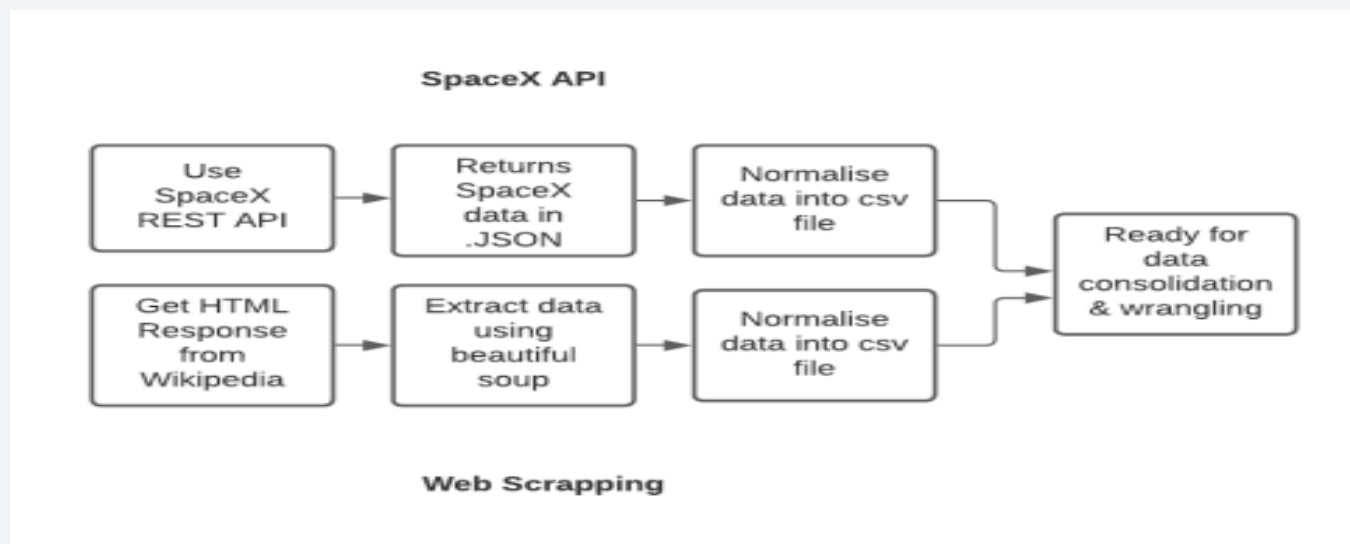 SpaceX API
Use
SpaceX
REST API
Returns
SpaceX
data in
.JSON
Normalise
data into csv
file
Get HTML
Response
from
Wikipedia
Extract data
using
beautiful
soup
Normalise
data into csv
file
Ready for
data
consolidation
& wrangling
Web Scrapping